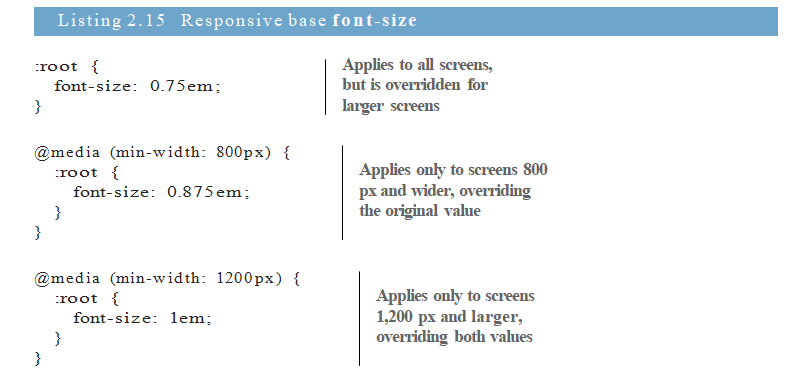 Listing 2.15 Responsive base font-size
:root {
font-size: 0.75em;
}
Applies to all screens,
but is overridden for
larger screens
@media (min-width: 800px) {
:root {
font-size: 0.875em;
}
}
Applies only to screens 800
px and wider, overriding
the original value
@media (min-width: 1200px) {
:root {
font-size: 1em;
}
}
Applies only to screens
1,200 px and larger,
overriding both values